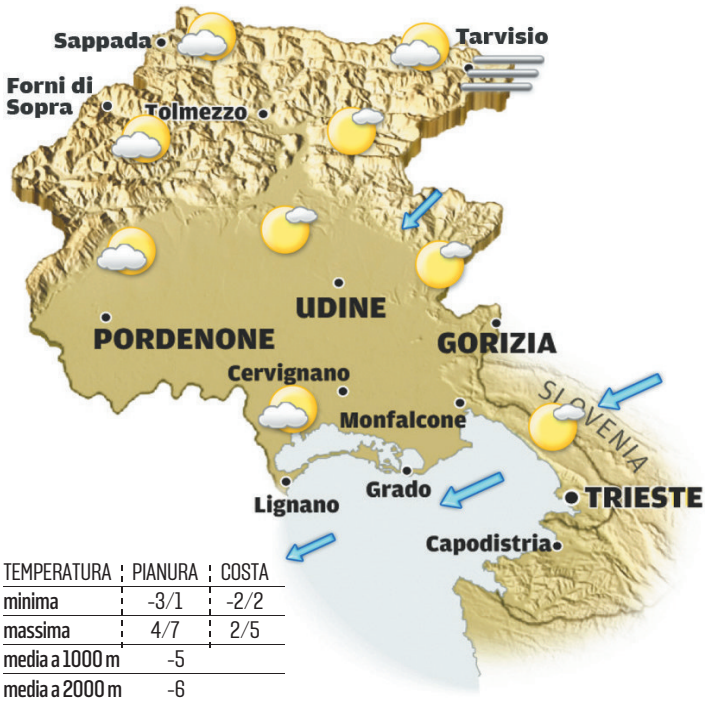 Sappada
Tarvisio
Forni di
Sopra
Tolmezzo
UDINE
PORDENONE
GORIZIA
Cervignano
SLOVENIA
Monfalcone
Grado
Lignano
TRIESTE
Capodistria
TEMPERATURA PIANURA COSTA
minima -3/1 -2/2
massima 4/7 2/5
media a 1000 m -5
media a 2000 m -6